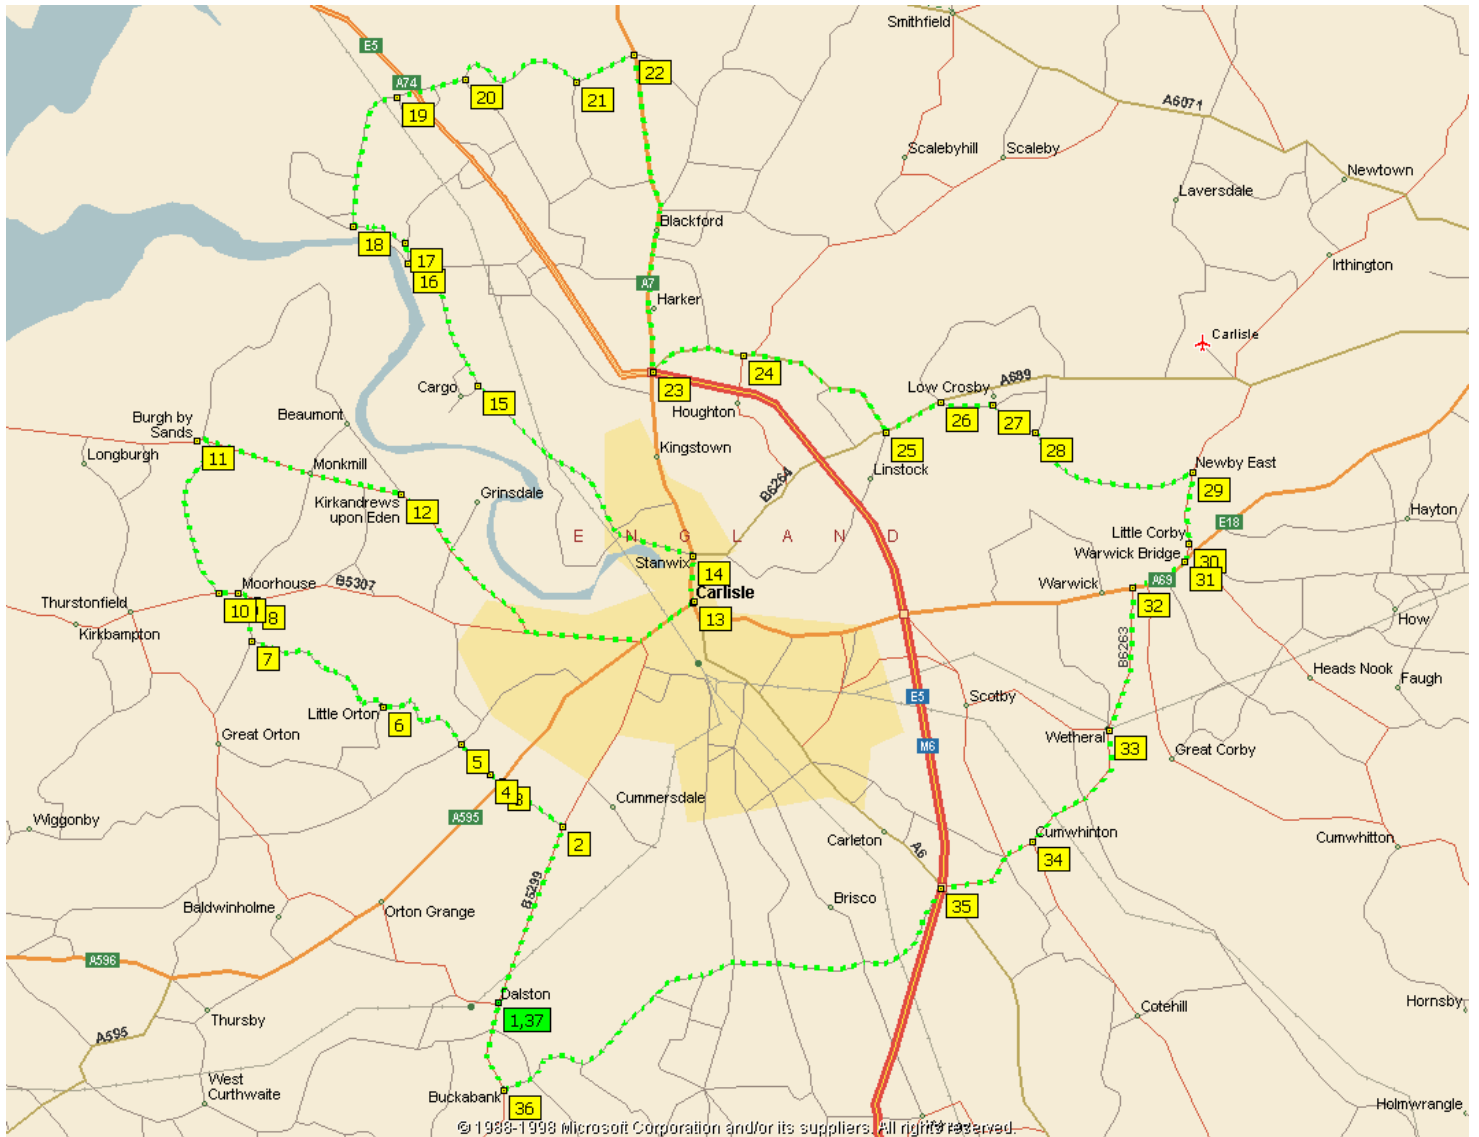 Smithfield
E5
22
A74
20
21
19
A6071
Scalebyhill
Scaleby
Newtown
Laversdale
Blackford
18
17
16
Irthington
A7
Harker
Carlisle
24
23
Cargo
15
Low Crosby
A689
Houghton
26
27
Burgh by
Sands
Beaumont
11
25
28
Longburgh
Monkmill
Kingstown
Linstock
Newby East
29
Kirkandrews
upon Eden
12
Grinsdale
B6264
Hayton
E18
ENGLAND
Little Corby
Warwick Bridge
30
31
Stanwix
14
Moorhouse
B5307
Carlisle
Warwick
A69
32
Thurstonfield
10
8
13
How
Kirkbampton
7
B6263
Heads Nook
Faugh
Little Orton
6
E5
Scotby
Great Orton
5
M6
Wetheral
33
Great Corby
4
3
Cummersdale
Wiggonby
A595
2
Carleton
A6
Cumwhinton
34
Cumwhitton
B5299
Baldwinholme
Orton Grange
Brisco
35
A596
Dalston
1,37
Cotehill
Hornsby
Thursby
A595
West
Curthwaite
Buckabank
36
Holmwrangle
© 1988-1998 Microsoft Corporation and/or its suppliers. All rights reserved.